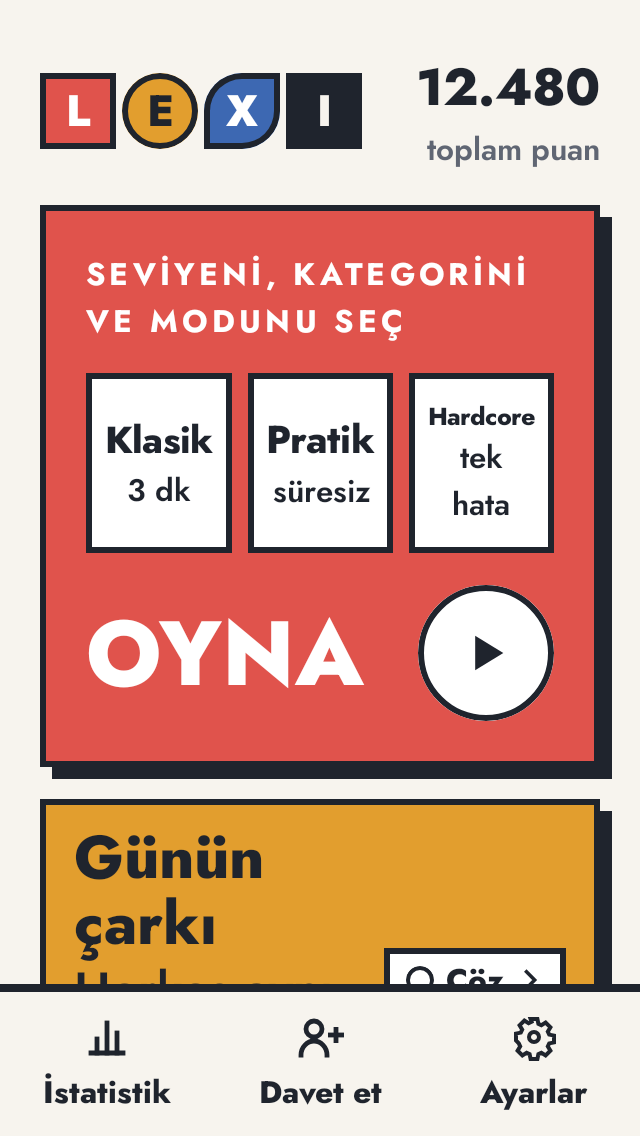 LEXI
12.480
toplam puan
SEVİYENİ, KATEGORİNİ
VE MODUNU SEÇ
Klasik
3 dk
Pratik
süresiz
Hardcore
tek
hata
OYNA
Günün
çarkı
Çöz
İstatistik
Davet et
Ayarlar